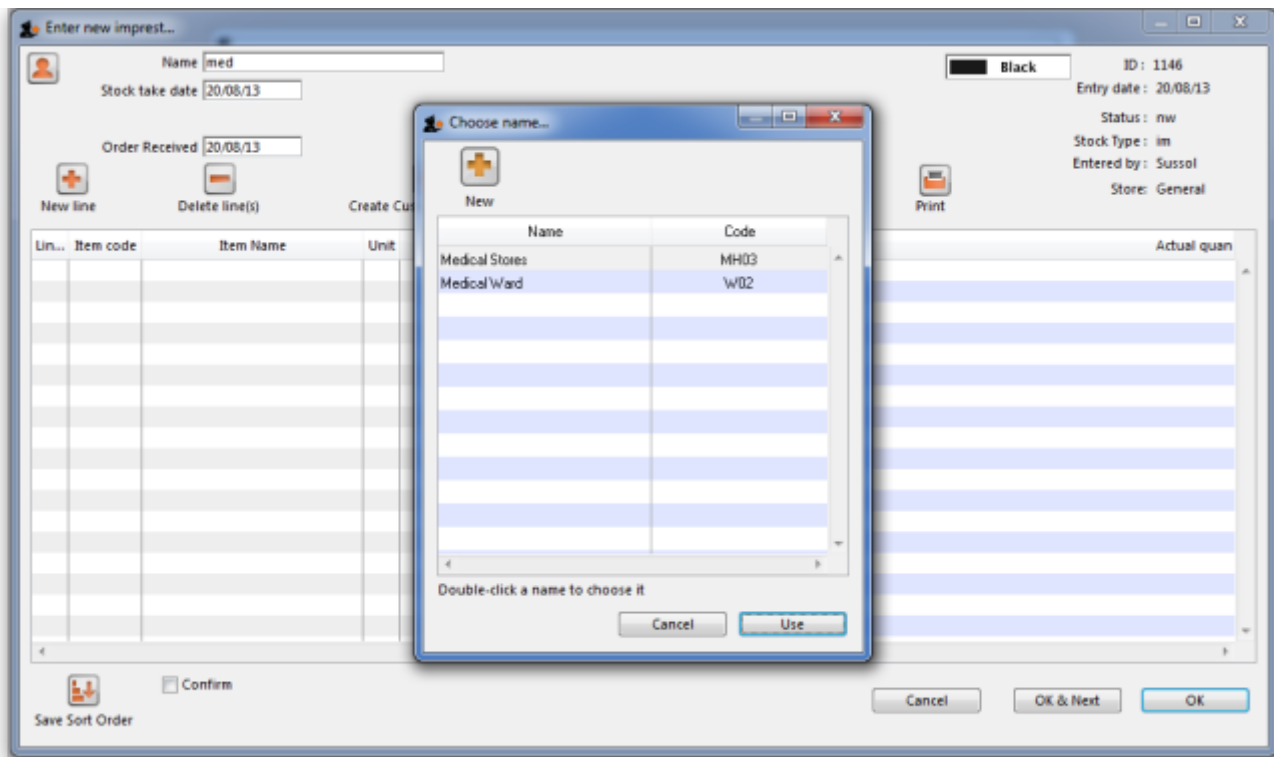 Enter new imprest...
Name med
Black
ID : 1146
Stock take date 20/08/13
Entry date : 20/08/13
Status : nw
Order Received 20/08/13
Stock Type : im
Entered by : Sussol
Store: General
New line
Delete line(s)
Create Cus
Print
Lin... Item code Item Name Unit Actual quan
Choose name...
New
Name Code
Medical Stores MH03
Medical Ward W02
Double-click a name to choose it
Cancel Use
Confirm
Save Sort Order
Cancel OK & Next OK